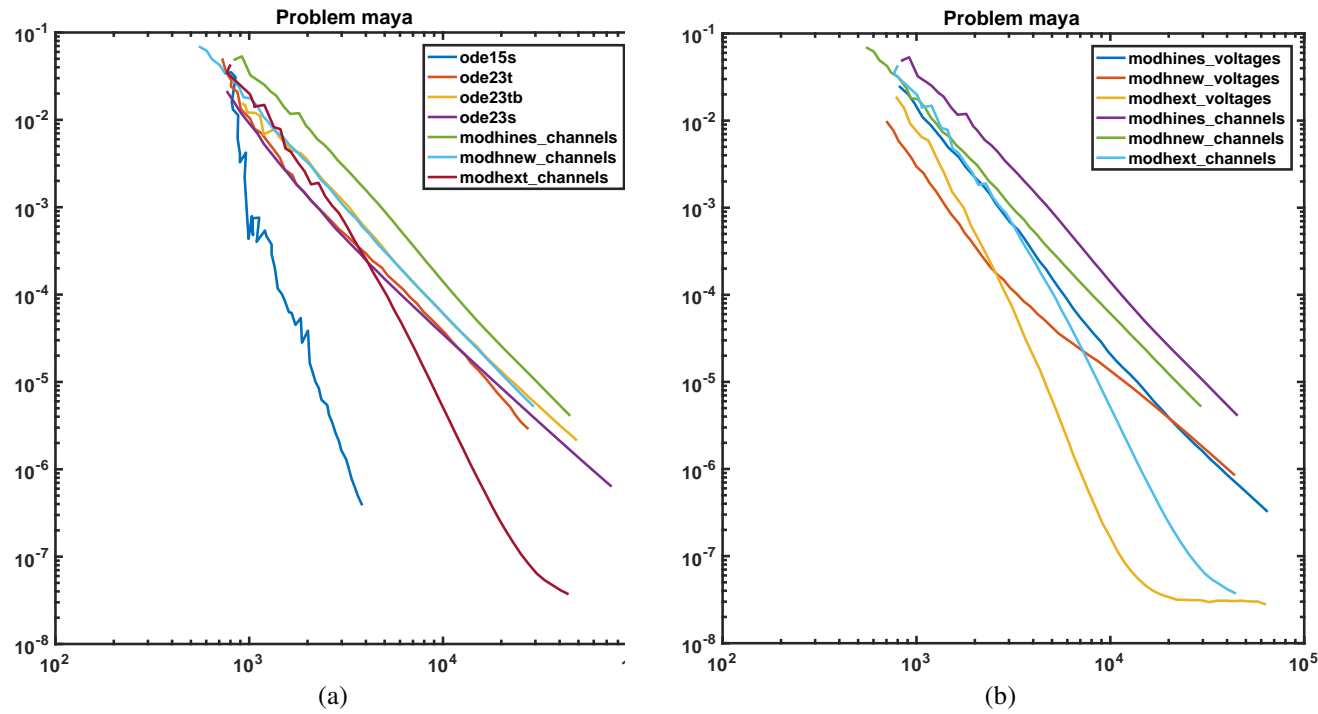 Problem maya
10^-1
10^-2
10^-3
10^-4
10^-5
10^-6
10^-7
10^-8
10^2
10^3
10^4
1
ode15s
ode23t
ode23tb
ode23s
modhines_channels
modhnew_channels
modhext_channels
(a)
Problem maya
10^-1
10^-2
10^-3
10^-4
10^-5
10^-6
10^-7
10^-8
10^2
10^3
10^4
10^5
modhines_voltages
modhnew_voltages
modhext_voltages
modhines_channels
modhnew_channels
modhext_channels
(b)